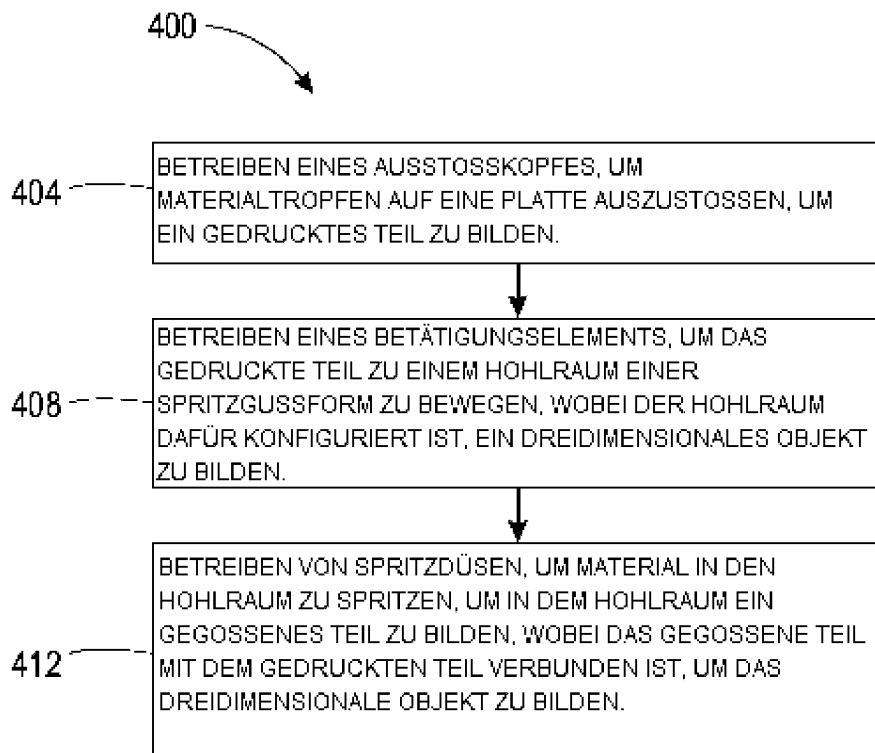 400
404
BETREIBEN EINES AUSSTOSSKOPFES, UM
MATERIALTROPFEN AUF EINE PLATTE AUSZUSTOSSEN, UM
EIN GEDRUCKTES TEIL ZU BILDEN.
408
BETREIBEN EINES BETÄTIGUNGSELEMENTS, UM DAS
GEDRUCKTE TEIL ZU EINEM HOHLRAUM EINER
SPRITZGUSSFORM ZU BEWEGEN, WOBEI DER HOHLRAUM
DAFÜR KONFIGURIERT IST, EIN DREIDIMENSIONALES OBJEKT
ZU BILDEN.
412
BETREIBEN VON SPRITZDÜSEN, UM MATERIAL IN DEN
HOHLRAUM ZU SPRITZEN, UM IN DEM HOHLRAUM EIN
GEGOSSENES TEIL ZU BILDEN, WOBEI DAS GEGOSSENE TEIL
MIT DEM GEDRUCKTEN TEIL VERBUNDEN IST, UM DAS
DREIDIMENSIONALE OBJEKT ZU BILDEN.